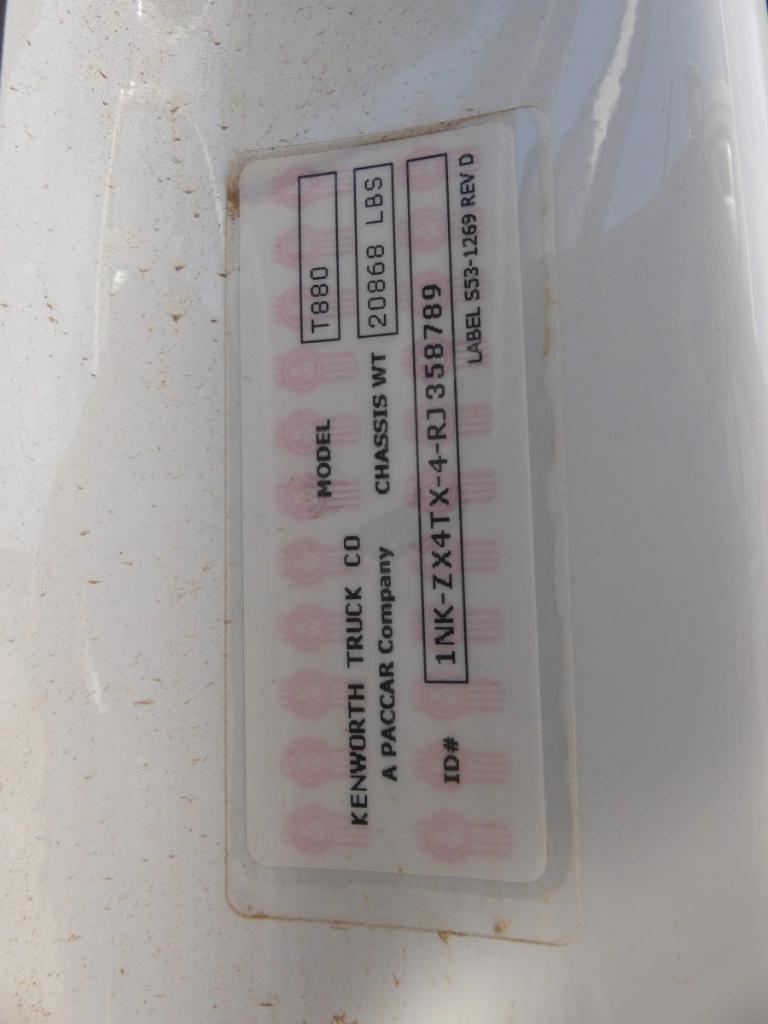 KENWORTH TRUCK CO
A PACCAR Company
MODEL T880
CHASSIS WT 20868 LBS
ID# 1NK-ZX4TX-4-RJ358789
LABEL S53-1269 REV D